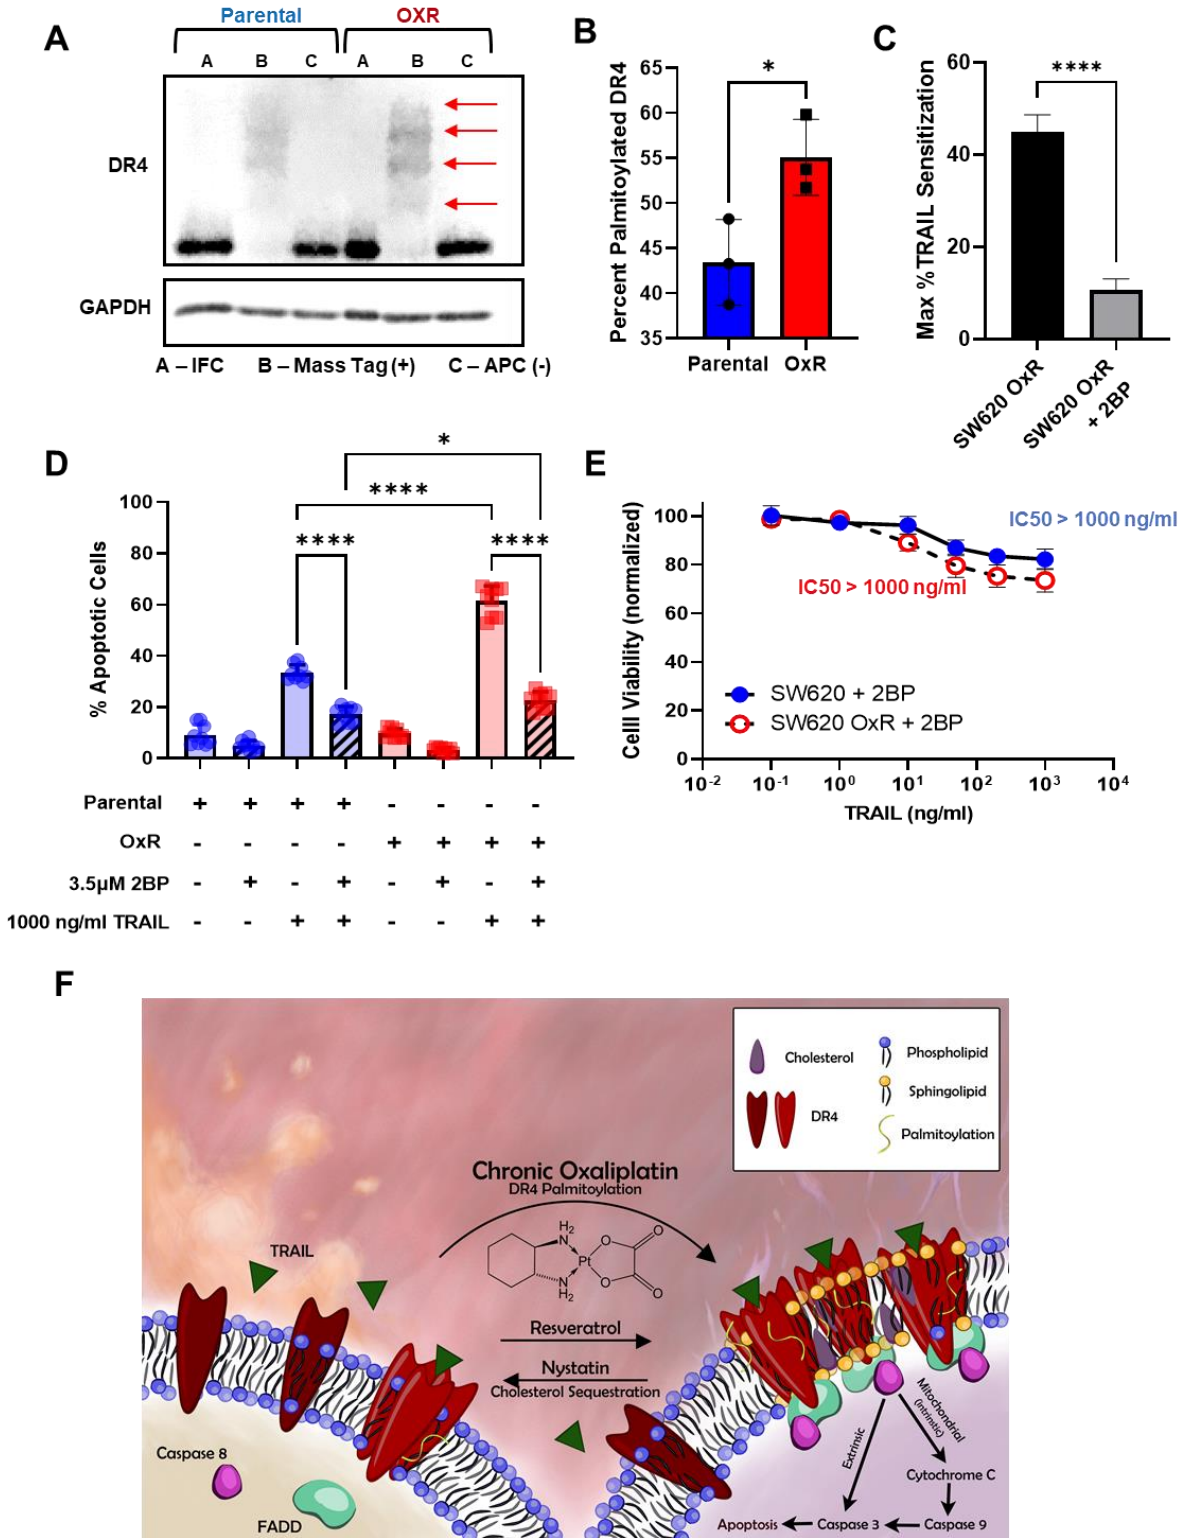 A
Parental OXR
A B C A B C
DR4
GAPDH
A – IFC B – Mass Tag (+) C – APC (-)
B
Percent Palmitoylated DR4
65
60
55
50
45
40
35
*
Parental OxR
C
Max % TRAIL Sensitization
60
40
20
0
****
SW620 OxR
SW620 OxR
+ 2BP
D
% Apoptotic Cells
100
80
60
40
20
0
*
****
**** ****
Parental + + + + - - - -
OxR - - - - + + + +
3.5µM 2BP - + - + - + - +
1000 ng/ml TRAIL - - + + - - + +
E
Cell Viability (normalized)
100
80
60
40
20
0
IC50 > 1000 ng/ml
IC50 > 1000 ng/ml
SW620 + 2BP
SW620 OxR + 2BP
10-2 10-1 100 101 102 103 104
TRAIL (ng/ml)
F
Cholesterol
Phospholipid
Sphingolipid
DR4
Palmitoylation
Chronic Oxaliplatin
DR4 Palmitoylation
TRAIL
H2
N
Pt
N
H2
O
O
O
O
Resveratrol
Nystatin
Cholesterol Sequestration
Caspase 8
FADD
Extrinsic
Mitochondrial
(intrinstic)
Cytochrome C
Apoptosis
Caspase 3
Caspase 9